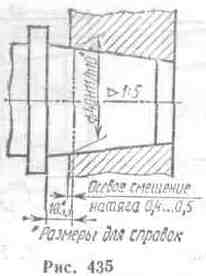 1:5
Осевое смещение
натяга 0,4...0,5
10*
*Размеры для справок
Рис. 435